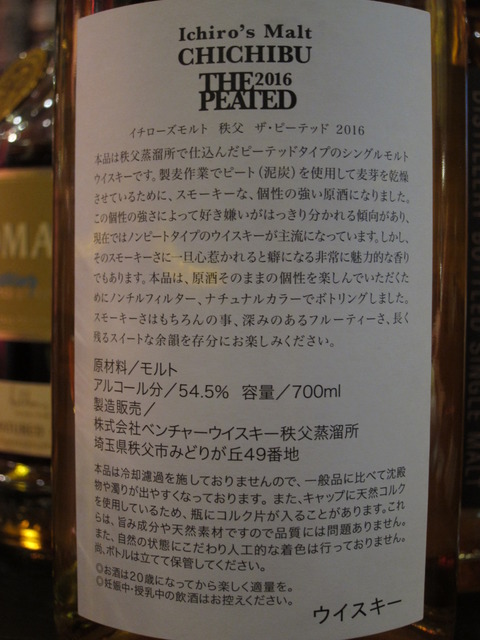 Ichiro's Malt
CHICHIBU
THE 2016
PEATED
イチローズモルト 秩父 ザ・ピーテッド 2016
本品は秩父蒸溜所で仕込んだピーテッドタイプのシングルモルト
ウイスキーです。製麦作業でピート(泥炭)を使用して麦芽を乾燥
させているために、スモーキーな、個性の強い原酒になりました。
この個性の強さによって好き嫌いがはっきり分かれる傾向があり、
現在ではノンピートタイプのウイスキーが主流になっています。しかし、
そのスモーキーさに一旦心惹かれると癖になる非常に魅力的な香り
でもあります。本品は、原酒そのままの個性を楽しんでいただくた
めにノンチルフィルター、ナチュナルカラーでボトリングしました。
スモーキーさはもちろんの事、深みのあるフルーティーさ、長く
残るスイートな余韻を存分にお楽しみください。
原材料/モルト
アルコール分/54.5% 容量/700ml
製造販売/
株式会社ベンチャーウイスキー秩父蒸溜所
埼玉県秩父市みどりが丘49番地
本品は冷却濾過を施しておりませんので、一般品に比べて沈殿
物や濁りが出やすくなっております。また、キャップに天然コルク
を使用しているため、瓶にコルク片が入ることがあります。これ
らは、旨み成分や天然素材ですので品質には問題ありません。
また、自然の状態にこだわり人工的な着色は行っておりません。
尚、ボトルは立てて保管してください。
◎お酒は20歳になってから楽しく適量を。
◎妊娠中・授乳中の飲酒はお控えください。
ウイスキー
MA
SINGLE MALT